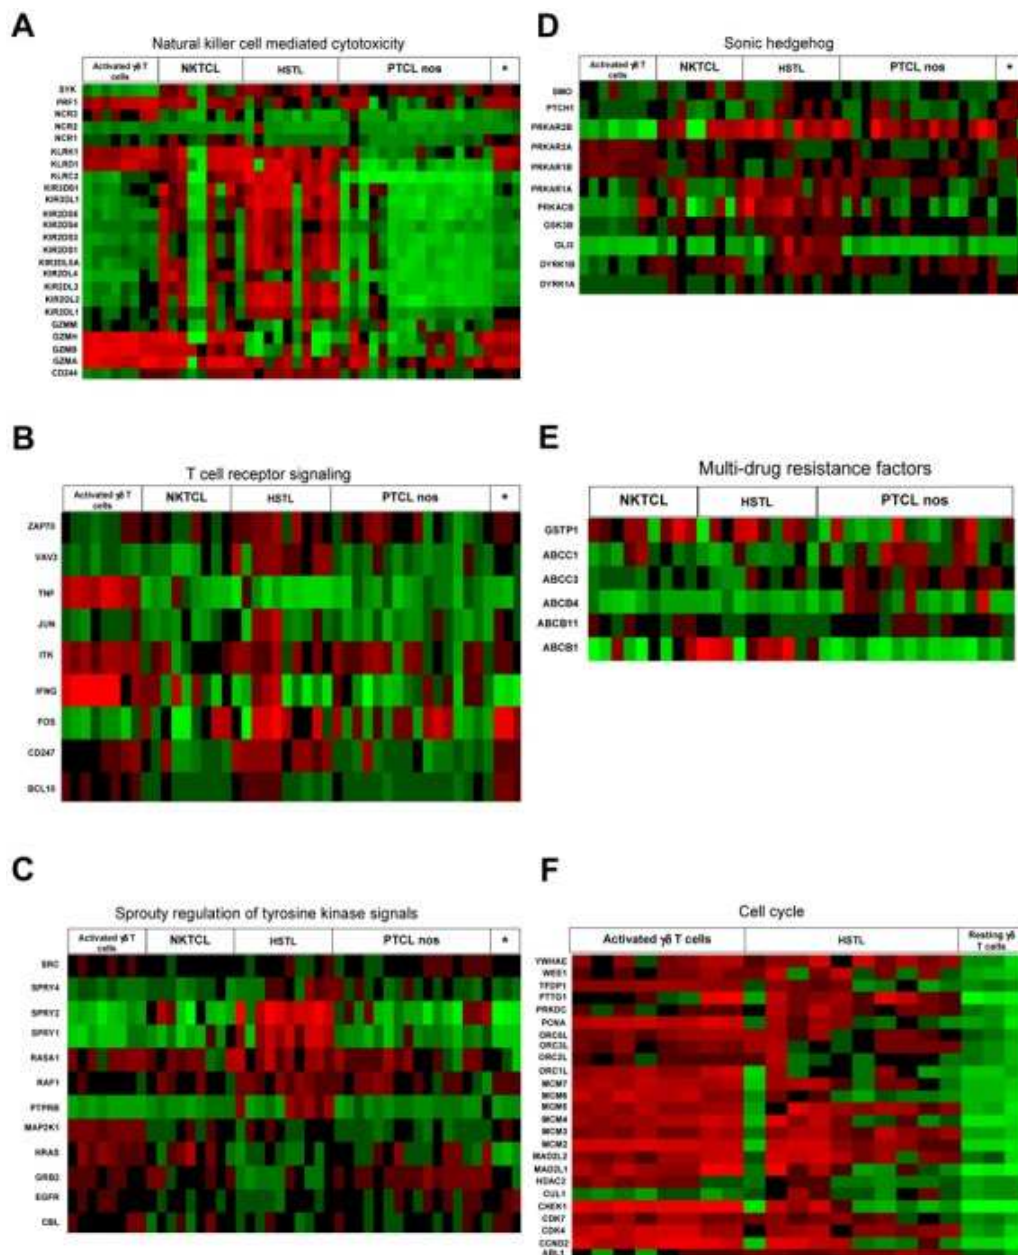 A
Natural killer cell mediated cytotoxicity
Activated γδ T cells
NKTCL
HSTL
PTCL nos
*
SYK
PRF1
NCR3
NCR2
NCR1
KLRK1
KLRD1
KLRC2
KIR3DS1
KIR3DL1
KIR2DS5
KIR2DS4
KIR2DS3
KIR2DS1
KIR2DL5A
KIR2DL4
KIR2DL3
KIR2DL2
KIR2DL1
GZMM
GZMH
GZMB
GZMA
CD244
B
T cell receptor signaling
Activated γδ T cells
NKTCL
HSTL
PTCL nos
*
ZAP70
VAV3
TNF
JUN
ITK
IFNG
FOS
CD247
BCL10
C
Sprouty regulation of tyrosine kinase signals
Activated γδ T cells
NKTCL
HSTL
PTCL nos
*
SRC
SPRY4
SPRY2
SPRY1
RASA1
RAF1
PTPRB
MAP2K1
HRAS
GRB2
EGFR
CBL
D
Sonic hedgehog
Activated γδ T cells
NKTCL
HSTL
PTCL nos
*
SMO
PTCH1
PRKAR2B
PRKAR2A
PRKAR1B
PRKAR1A
PRKACB
GSK3B
GLI3
DYRK1B
DYRK1A
E
Multi-drug resistance factors
NKTCL
HSTL
PTCL nos
GSTP1
ABCC1
ABCC3
ABCB4
ABCB11
ABCB1
F
Cell cycle
Activated γδ T cells
HSTL
Resting γδ T cells
YWHAE
WEE1
TFDP1
PTTG1
PRKDC
PCNA
ORC6L
ORC3L
ORC2L
ORC1L
MCM7
MCM6
MCM5
MCM4
MCM3
MCM2
MAD2L2
MAD2L1
HDAC2
CUL1
CHEK1
CDK7
CDK4
CCND2
ABL1